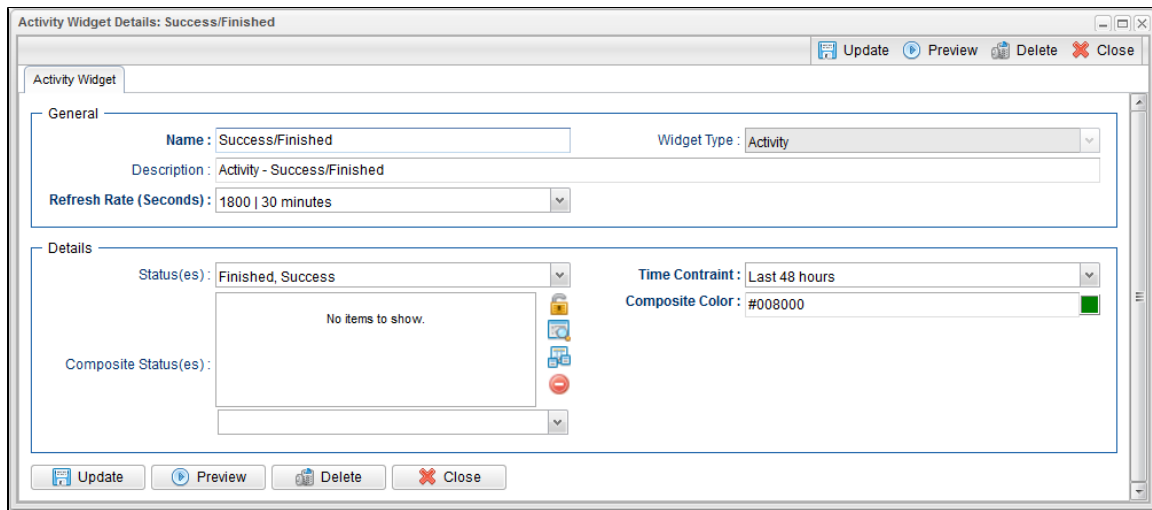 Activity Widget Details: Success/Finished
Update Preview Delete Close
Activity Widget
General
Name : Success/Finished Widget Type : Activity
Description : Activity - Success/Finished
Refresh Rate (Seconds) : 1800 | 30 minutes
Details
Status(es) : Finished, Success Time Contraint : Last 48 hours
Composite Color : #008000
No items to show.
Composite Status(es) :
Update Preview Delete Close